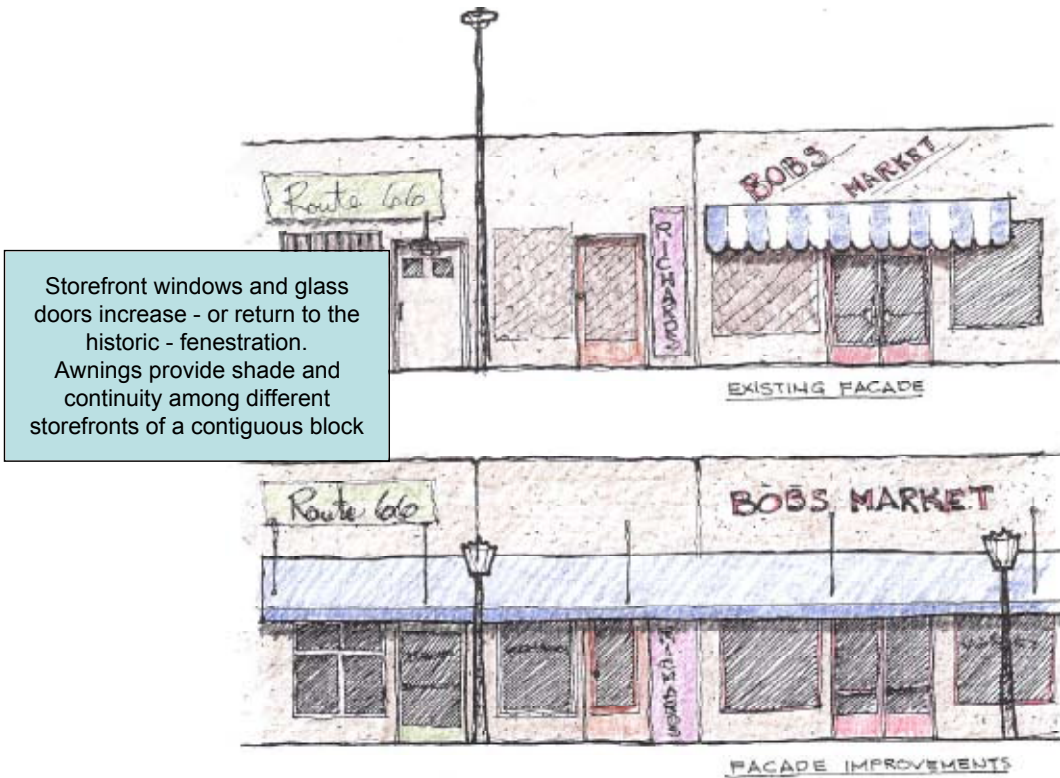 BOBS MARKET
Route 66
RICHARDS
Storefront windows and glass
doors increase - or return to the
historic - fenestration.
Awnings provide shade and
continuity among different
storefronts of a contiguous block
EXISTING FACADE
Route 66
BOBS MARKET
RICHARDS
FACADE IMPROVEMENTS